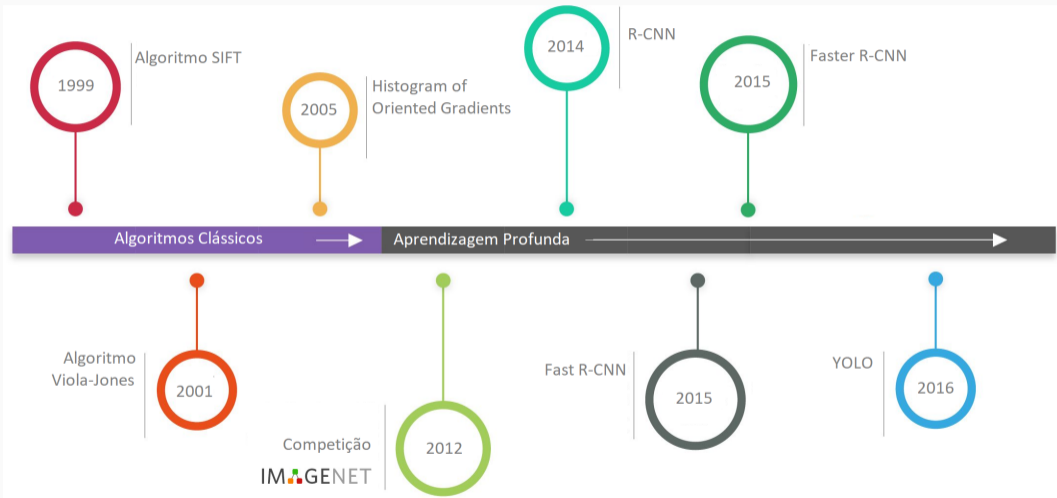 1999
Algoritmo SIFT
2005
Histogram of
Oriented Gradients
2014
R-CNN
2015
Faster R-CNN
Algoritmos Clássicos
Aprendizagem Profunda
Algoritmo
Viola-Jones
2001
Competição
IMAGENET
2012
Fast R-CNN
2015
YOLO
2016